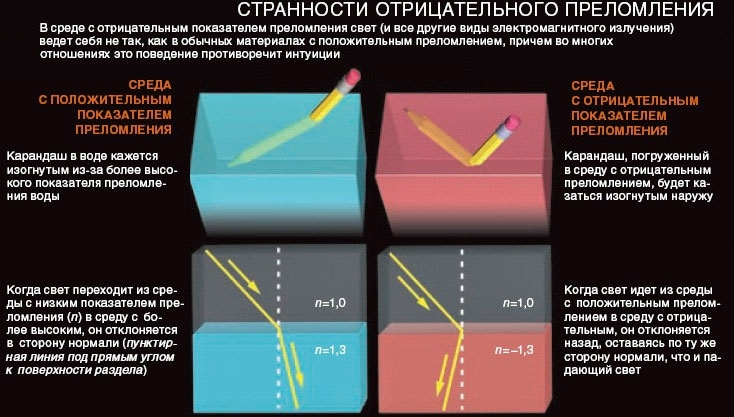 СТРАННОСТИ ОТРИЦАТЕЛЬНОГО ПРЕЛОМЛЕНИЯ
В среде с отрицательным показателем преломления свет (и все другие виды электромагнитного излучения)
ведет себя не так, как в обычных материалах с положительным преломлением, причем во многих
отношениях это поведение противоречит интуиции
СРЕДА
С ПОЛОЖИТЕЛЬНЫМ
ПОКАЗАТЕЛЕМ
ПРЕЛОМЛЕНИЯ
Карандаш в воде кажется
изогнутым из-за более высо-
кого показателя преломле-
ния воды
СРЕДА
С ОТРИЦАТЕЛЬНЫМ
ПОКАЗАТЕЛЕМ
ПРЕЛОМЛЕНИЯ
Карандаш, погруженный
в среду с отрицательным
преломлением, будет ка-
заться изогнутым наружу
Когда свет переходит из сре-
ды с низким показателем пре-
ломления (n) в среду с бо-
лее высоким, он отклоняется
в сторону нормали (пунктир-
ная линия под прямым углом
к поверхности раздела)
n=1,0
n=1,3
n=1,0
n=–1,3
Когда свет идет из среды
с положительным прелом-
лением в среду с отрица-
тельным, он отклоняется
назад, оставаясь по ту же
сторону нормали, что и па-
дающий свет